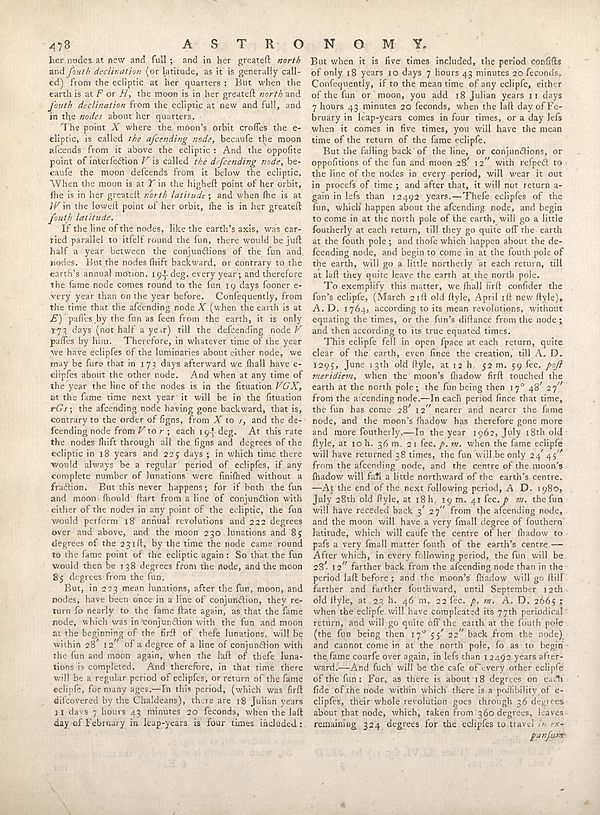 478 ASTRONOMY.
her nodes at new and full ; and in her greateſt north
and ſouth declination (or latitude, as it is generally call-
ed) from the ecliptic at her quarters ; But when the
earth is at F or H, the moon is in her greateſt north and
ſouth declination from the ecliptic at new and full, and
in the nodes about her quarters.
The point X where the moon's orbit croſſes the e-
cliptic, is called the aſcending node, becauſe the moon
aſcends from it above the ecliptic : And the oppoſite
point of interſection V is called the deſcending node, be-
cauſe the moon deſcends from it below the ecliptic.
When the moon is at Y in the higheſt point of her orbit,
ſhe is in her greateſt north latitude ; and when ſhe is at
W in the loweſt point of her orbit, ſhe is in her greateſt
ſouth latitude.
If the line of the nodes, like the earth's axis, was car-
ried parallel to itſelf round the ſun, there would be juſt
half a year between the conjunctions of the ſun and
nodes. But the nodes ſhift backward, or contrary to the
earth's annual motion, 19⅓ deg. every year ; and therefore
the ſame node comes round to the ſun 19 days ſooner e-
very year than on the year before. Conſequently, from
the time that the aſcending node X (when the earth is at
E) paſſes by the ſun as ſeen from the earth, it is only
173 days (not half a year) till the deſcending node V
paſſes by him. Therefore, in whatever time of the year
we have eclipſes of the luminaries about either node, we
may be ſure that in 173 days afterward we ſhall have e-
clipſes about the other node. And when at any time of
the year the line of the nodes is in the ſituation VGX,
at the ſame time next year it will be in the ſituation
rGs ; the aſcending node having gone backward, that is,
contrary to the order of ſigns, from X to s, and the de-
ſcending node from V to r ; each 19⅓ deg. At this rate
the nodes ſhift through all the ſigns and degrees of the
ecliptic in 18 years and 225 days ; in which time there
would always be a regular period of eclipſes, if any
complete number of lunations were finiſhed without a
fraction. But this never happens ; for if both the ſun
and moon ſhould ſtart from a line of conjunction with
either of the nodes in any point of the ecliptic, the ſun
would perform 18 annual revolutions and 222 degrees
over and above, and the moon 230 lunations and 85
degrees of the 231ſt, by the time the node came round
to the ſame point of the ecliptic again : So that the ſun
would then be 138 degrees from the node, and the moon
85 degrees from the ſun.
But, in 223 mean lunations, after the ſun, moon, and
nodes, have been once in a line of conjunction, they re-
turn ſo nearly to the ſame ſtate again, as that the ſame
node, which was in conjunction with the ſun and moon
at the beginning of the firſt of theſe lunations, will be
within 28′ 12″ of a degree of a line of conjunction with
the ſun and moon again, when the laſt of theſe luna-
tions is completed. And therefore, in that time there
will be a regular period of eclipſes, or return of the ſame
eclipſe, for many ages.—In this period, (which was firſt
diſcovered by the Chaldeans), there are 18 Julian years
11 days 7 hours 43 minutes 20 ſeconds, when the laſt
day of February in leap-years is four times included :
But when it is five times included, the period conſiſts
of only 18 years 10 days 7 hours 43 minutes 20 ſeconds.
Conſequently, if to the mean time of any eclipſe, either
of the ſun or moon, you add 18 Julian years 11 days
7 hours 43 minutes 20 ſeconds, when the laſt day of Fe-
bruary in leap-years comes in four times, or a day leſs
when it comes in five times, you will have the mean
time of the return of the ſame eclipſe.
But the falling back of the line, or conjunctions, or
oppoſitions of the ſun and moon 28′ 12″ with reſpect to
the line of the nodes in every period, will wear it out
in proceſs of time ; and after that, it will not return a-
gain in leſs than 12492 years.—Theſe eclipſes of the
ſun, which happen about the aſcending node, and begin
to come in at the north pole of the earth, will go a little
ſoutherly at each return, till they go quite off the earth
at the ſouth pole ; and thoſe which happen about the de-
ſcending node, and begin to come in at the ſouth pole of
the earth, will go a little northerly at each return, till
at laſt they quite leave the earth at the north pole.
To exemplify this matter, we ſhall firſt conſider the
ſun's eclipſe, (March 21ſt old ſtyle, April 1ſt new ſtyle),
A. D. 1764, according to its mean revolutions, without
equating the times, or the ſun's diſtance from the node ;
and then according to its true equated times.
This eclipſe fell in open ſpace at each return, quite
clear of the earth, even ſince the creation, till A. D.
1295, June 13th old ſtyle, at 12 h. 52 m. 59 ſec. poſt
meridiem, when the moon's ſhadow firſt touched the
earth at the north pole ; the ſun being then 17° 48′ 27″
from the aſcending node.—In each period ſince that time,
the ſun has come 28′ 12″ nearer and nearer the ſame
node, and the moon's ſhadow has therefore gone more
and more ſoutherly.—In the year 1962, July 18th old
ſtyle, at 10 h. 36 m. 21 ſec. p. m. when the ſame eclipſe
will have returned 38 times, the ſun will be only 24′ 45″
from the aſcending node, and the centre of the moon's
ſhadow will fall a little northward of the earth's centre.
—At the end of the next following period, A. D. 1980,
July 28th old ſtyle, at 18 h. 19 m. 41 ſec. p. m. the ſun
will have receded back 3′ 27″ from the aſcending node,
and the moon will have a very ſmall degree of ſouthern
latitude, which will cauſe the centre of her ſhadow to
paſs a very ſmall matter ſouth of the earth's centre.—
After which, in every following period, the ſun will be
28′ 12″ farther back from the aſcending node than in the
period laſt before ; and the moon's ſhadow will go ſtill
farther and farther ſouthward, until September 12th
old ſtyle, at 23 h. 46 m. 22 ſec. p. m. A. D. 2665 ;
when the eclipſe will have compleated its 77th periodical
return, and will go quite off the earth at the ſouth pole
(the ſun being then 17° 55′ 22″ back from the node)
and cannot come in at the north pole, ſo as to begin
the ſame courſe over again, in leſs than 12492 years after-
ward.—And ſuch will be the caſe of every other eclipſe
of the ſun : For, as there is about 18 degrees on each
ſide of the node within which there is a poſſibility of e-
clipſes, their whole revolution goes through 36 degrees
about that node, which, taken from 360 degrees, leaves
remaining 324 degrees for the eclipſes to travel in ex-
panſum